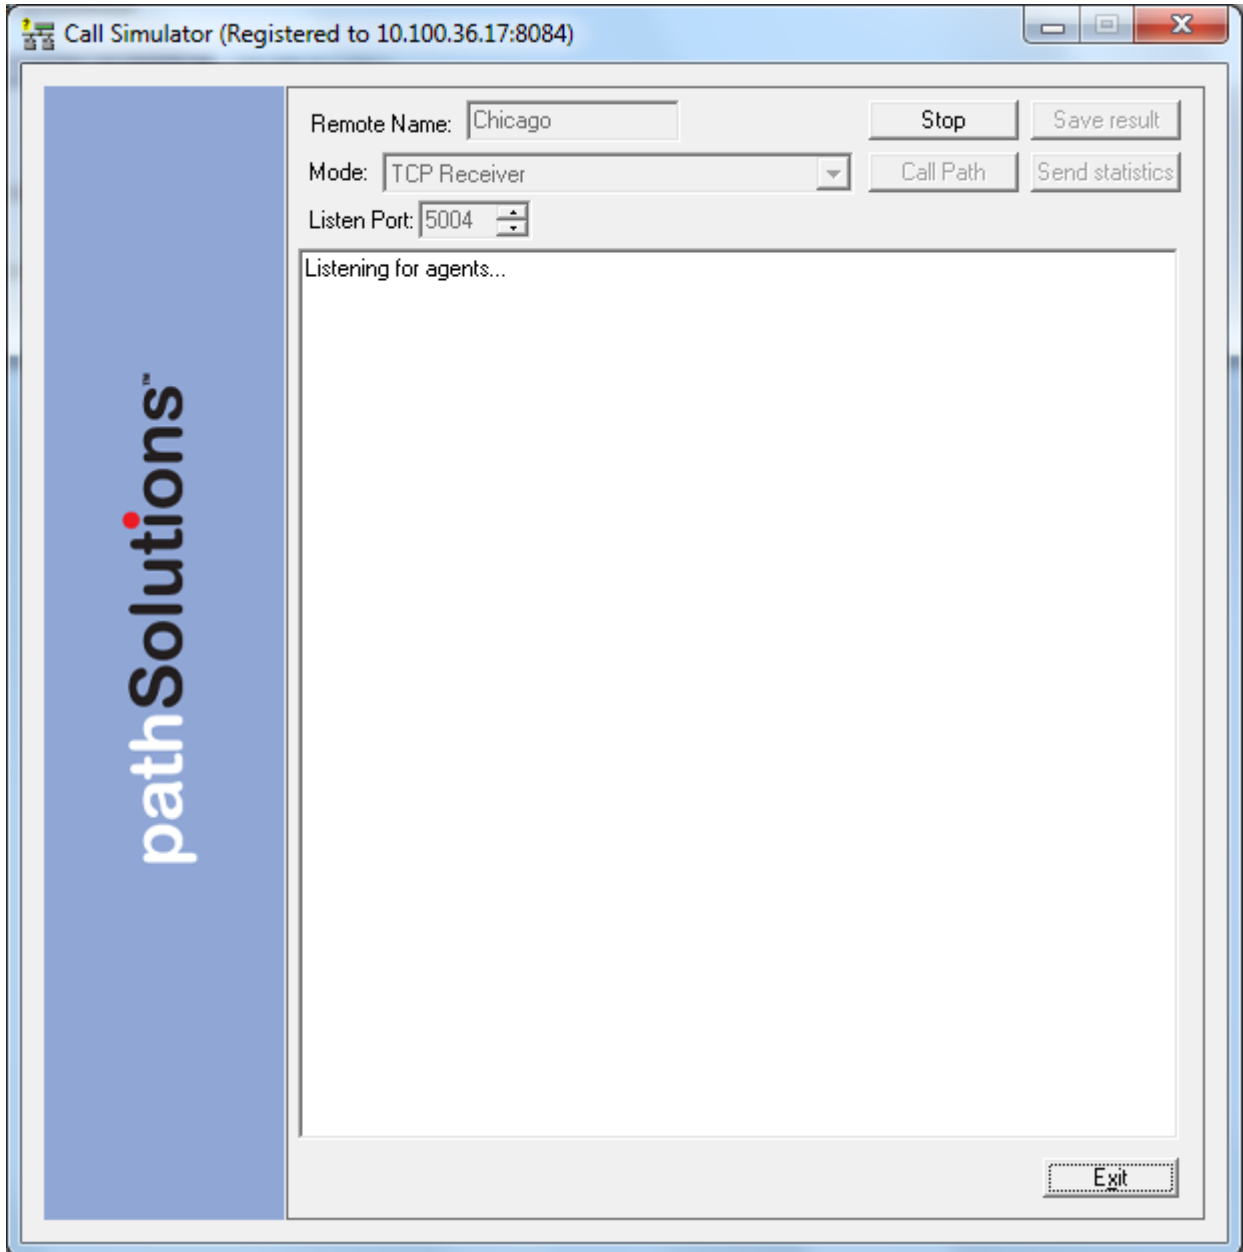 Call Simulator (Registered to 10.100.36.17:8084)
Remote Name: Chicago Stop Save result
Mode: TCP Receiver Call Path Send statistics
Listen Port: 5004
Listening for agents...
pathSolutions™
Exit